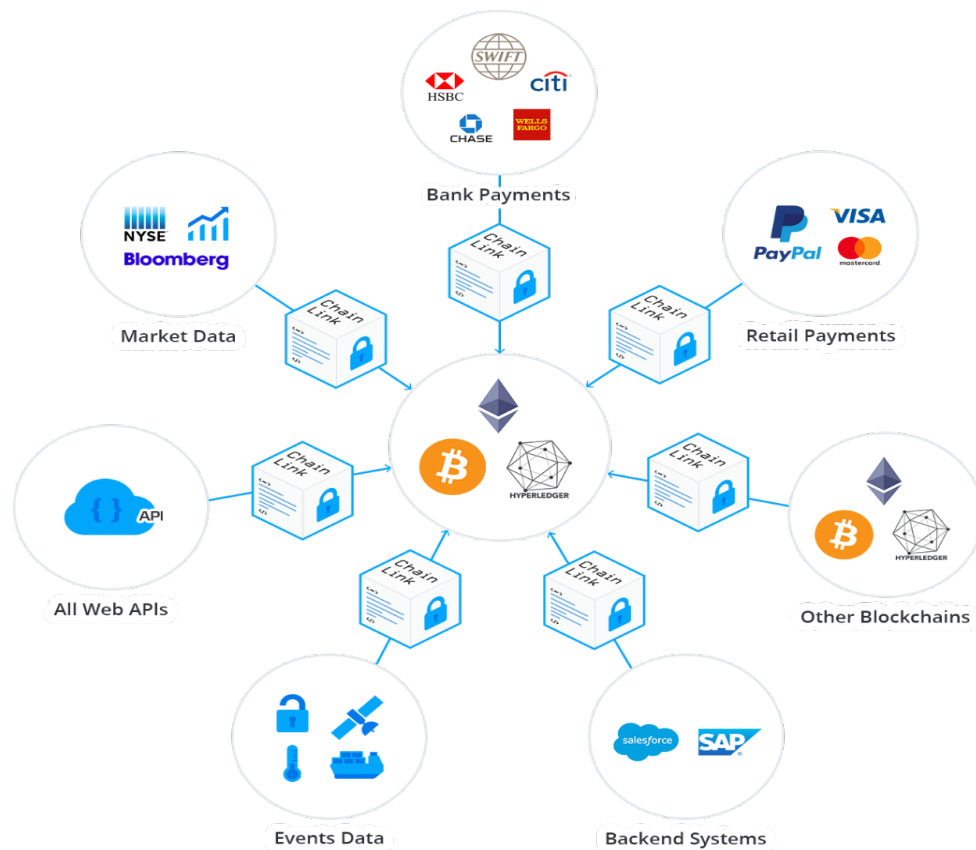 SWIFT
HSBC
citi
CHASE
WELLS
FARGO
Bank Payments
NYSE
Bloomberg
Market Data
PayPal
VISA
mastercard
Retail Payments
Chain
Link
Chain
Link
Chain
Link
HYPERLEDGER
API
All Web APIs
Chain
Link
Chain
Link
HYPERLEDGER
Other Blockchains
Chain
Link
Chain
Link
Events Data
salesforce
SAP
Backend Systems